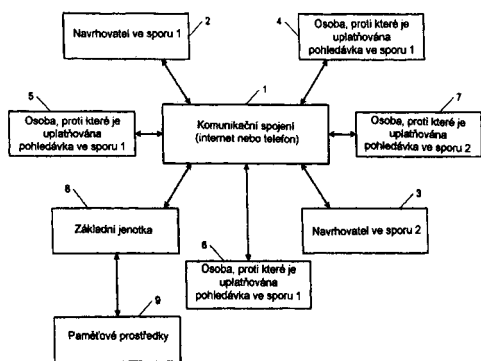 2
Navrhovatel ve sporu 1
4
Osoba, proti které je
uplatňována
pohledávka ve sporu 1
5
Osoba, proti které je
uplatňována
pohledávka ve sporu 1
1
Komunikační spojení
(internet nebo telefon)
7
Osoba, proti které je
uplatňována
pohledávka ve sporu 2
8
Základní jenotka
3
Navrhovatel ve sporu 2
6
Osoba, proti které je
uplatňována
pohledávka ve sporu 1
9
Paměťové prostředky